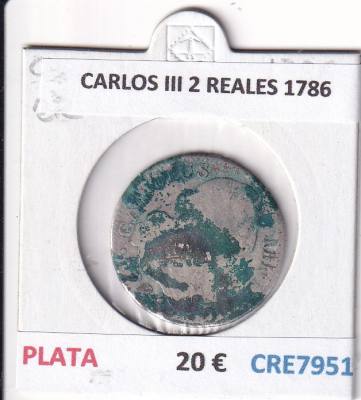 CARLOS III 2 REALES 1786
PLATA 20 € CRE7951